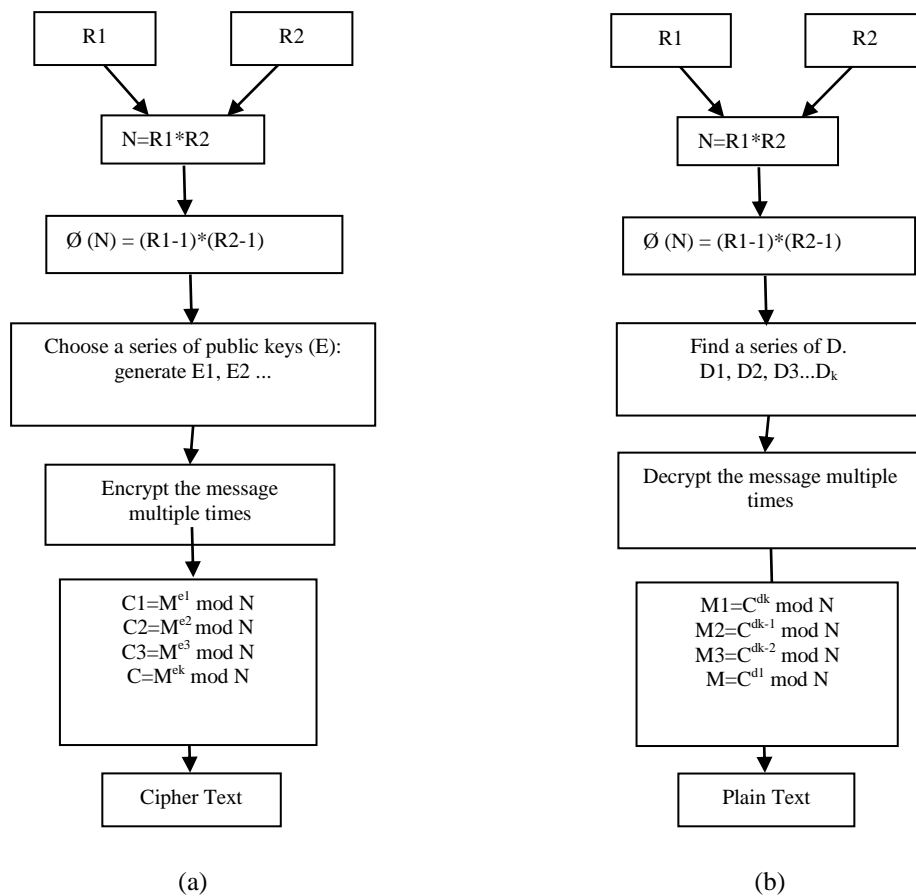 R1
R2
N=R1*R2
Ø (N) = (R1-1)*(R2-1)
Choose a series of public keys (E):
generate E1, E2 ...
Encrypt the message
multiple times
C1=M^e1 mod N
C2=M^e2 mod N
C3=M^e3 mod N
C=M^ek mod N
Cipher Text
(a)
R1
R2
N=R1*R2
Ø (N) = (R1-1)*(R2-1)
Find a series of D.
D1, D2, D3...Dₖ
Decrypt the message multiple
times
M1=C^dk mod N
M2=C^dk-1 mod N
M3=C^dk-2 mod N
M=C^d1 mod N
Plain Text
(b)